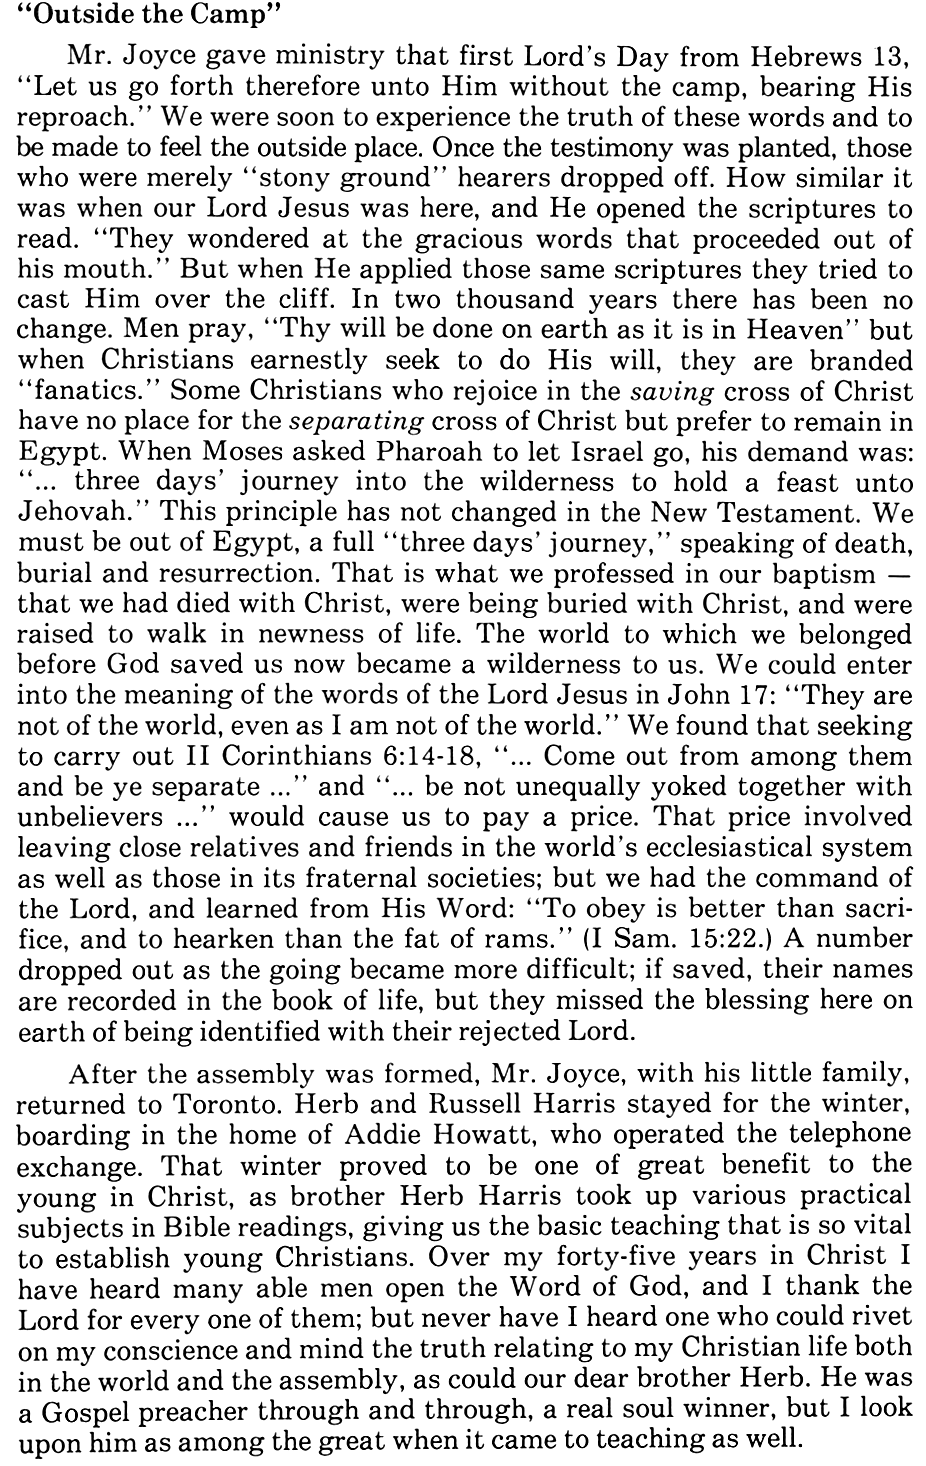 “Outside the Camp”
Mr. Joyce gave ministry that first Lord's Day from Hebrews 13,
“Let us go forth therefore unto Him without the camp, bearing His
reproach.” We were soon to experience the truth of these words and to
be made to feel the outside place. Once the testimony was planted, those
who were merely “stony ground” hearers dropped off. How similar it
was when our Lord Jesus was here, and He opened the scriptures to
read. “They wondered at the gracious words that proceeded out of
his mouth.” But when He applied those same scriptures they tried to
cast Him over the cliff. In two thousand years there has been no
change. Men pray, “Thy will be done on earth as it is in Heaven” but
when Christians earnestly seek to do His will, they are branded
“fanatics.” Some Christians who rejoice in the saving cross of Christ
have no place for the separating cross of Christ but prefer to remain in
Egypt. When Moses asked Pharoah to let Israel go, his demand was:
“... three days' journey into the wilderness to hold a feast unto
Jehovah.” This principle has not changed in the New Testament. We
must be out of Egypt, a full “three days' journey,” speaking of death,
burial and resurrection. That is what we professed in our baptism —
that we had died with Christ, were being buried with Christ, and were
raised to walk in newness of life. The world to which we belonged
before God saved us now became a wilderness to us. We could enter
into the meaning of the words of the Lord Jesus in John 17: “They are
not of the world, even as I am not of the world.” We found that seeking
to carry out II Corinthians 6:14-18, “... Come out from among them
and be ye separate ...” and “... be not unequally yoked together with
unbelievers ...” would cause us to pay a price. That price involved
leaving close relatives and friends in the world's ecclesiastical system
as well as those in its fraternal societies; but we had the command of
the Lord, and learned from His Word: “To obey is better than sacri-
fice, and to hearken than the fat of rams.” (I Sam. 15:22.) A number
dropped out as the going became more difficult; if saved, their names
are recorded in the book of life, but they missed the blessing here on
earth of being identified with their rejected Lord.
After the assembly was formed, Mr. Joyce, with his little family,
returned to Toronto. Herb and Russell Harris stayed for the winter,
boarding in the home of Addie Howatt, who operated the telephone
exchange. That winter proved to be one of great benefit to the
young in Christ, as brother Herb Harris took up various practical
subjects in Bible readings, giving us the basic teaching that is so vital
to establish young Christians. Over my forty-five years in Christ I
have heard many able men open the Word of God, and I thank the
Lord for every one of them; but never have I heard one who could rivet
on my conscience and mind the truth relating to my Christian life both
in the world and the assembly, as could our dear brother Herb. He was
a Gospel preacher through and through, a real soul winner, but I look
upon him as among the great when it came to teaching as well.